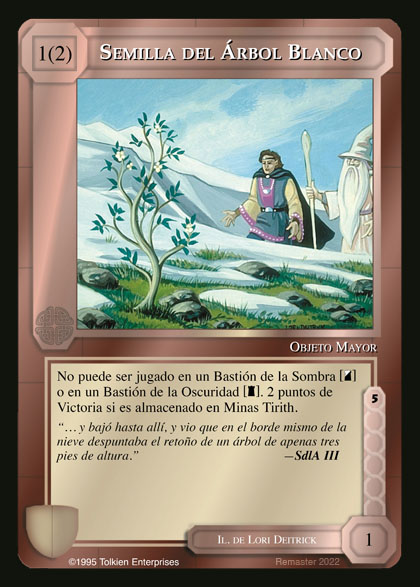 1(2)
Semilla del Árbol Blanco
Objeto Mayor
No puede ser jugado en un Bastión de la Sombra []
o en un Bastión de la Oscuridad []. 2 puntos de
Victoria si es almacenado en Minas Tirith.
“… y bajó hasta allí, y vio que en el borde mismo de la
nieve despuntaba el retoño de un árbol de apenas tres
pies de altura.” —SdlA III
5
Il. de Lori Deitrick
1
©1995 Tolkien Enterprises
Remaster 2022